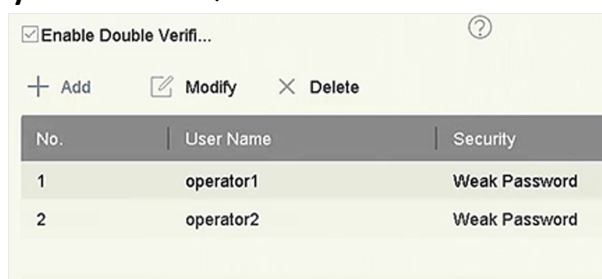 Enable Double Verifi...
Add Modify Delete
No. User Name Security
1 operator1 Weak Password
2 operator2 Weak Password